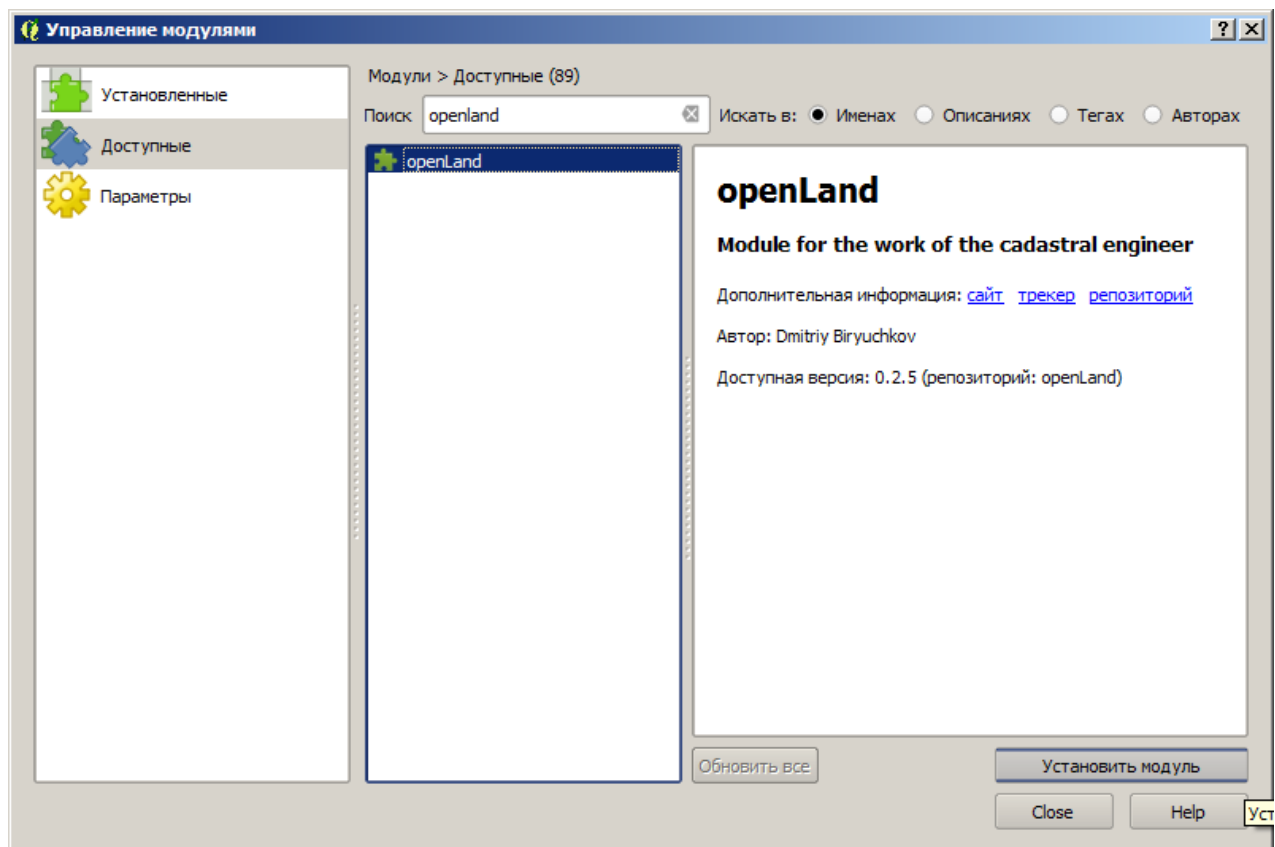 Управление модулями
Установленные
Доступные
Параметры
Модули > Доступные (89)
Поиск openland Искать в: Именах Описаниях Тегах Авторах
openLand
openLand
Module for the work of the cadastral engineer
Дополнительная информация: сайт трекер репозиторий
Автор: Dmitriy Biryuchkov
Доступная версия: 0.2.5 (репозиторий: openLand)
Обновить все Установить модуль
Close Help Уст